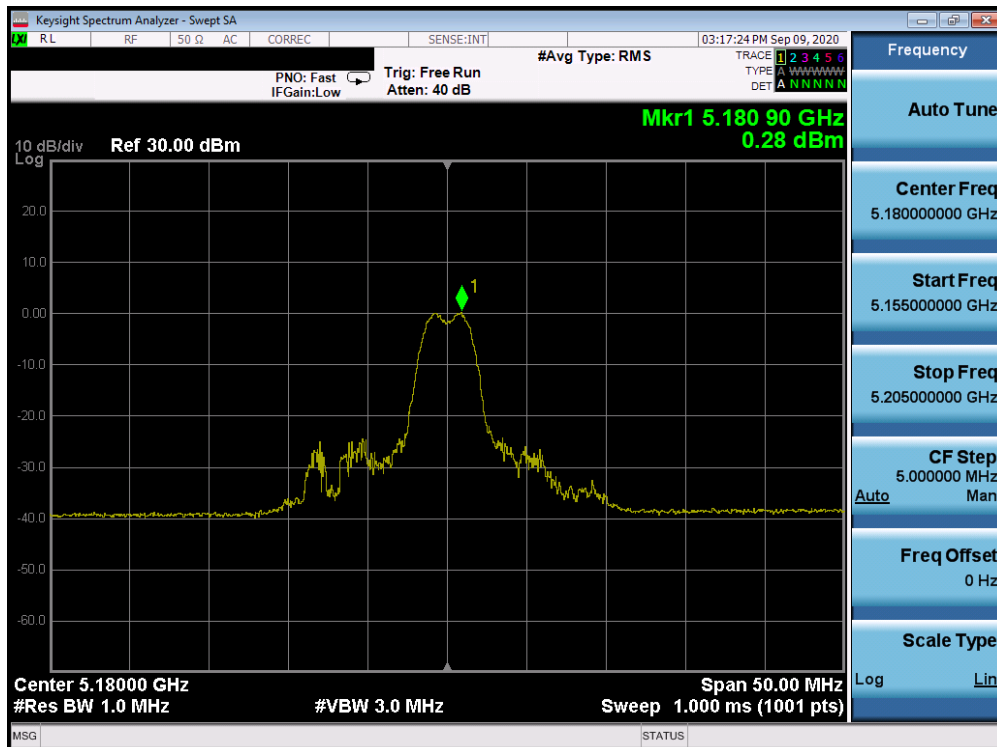 Keysight Spectrum Analyzer - Swept SA
LXI RL RF 50 Ω AC CORREC SENSE:INT 03:17:24 PM Sep 09, 2020
#Avg Type: RMS
TRACE 1 2 3 4 5 6
PNO: Fast Trig: Free Run TYPE A WWWWWW
IFGain:Low Atten: 40 dB DET A N N N N N
Mkr1 5.180 90 GHz
0.28 dBm
10 dB/div Ref 30.00 dBm
Log
20.0
10.0
0.00
1
-10.0
-20.0
-30.0
-40.0
-50.0
-60.0
Center 5.18000 GHz Span 50.00 MHz
#Res BW 1.0 MHz #VBW 3.0 MHz Sweep 1.000 ms (1001 pts)
MSG STATUS
Frequency
Auto Tune
Center Freq
5.180000000 GHz
Start Freq
5.155000000 GHz
Stop Freq
5.205000000 GHz
CF Step
5.000000 MHz
Auto Man
Freq Offset
0 Hz
Scale Type
Log Lin